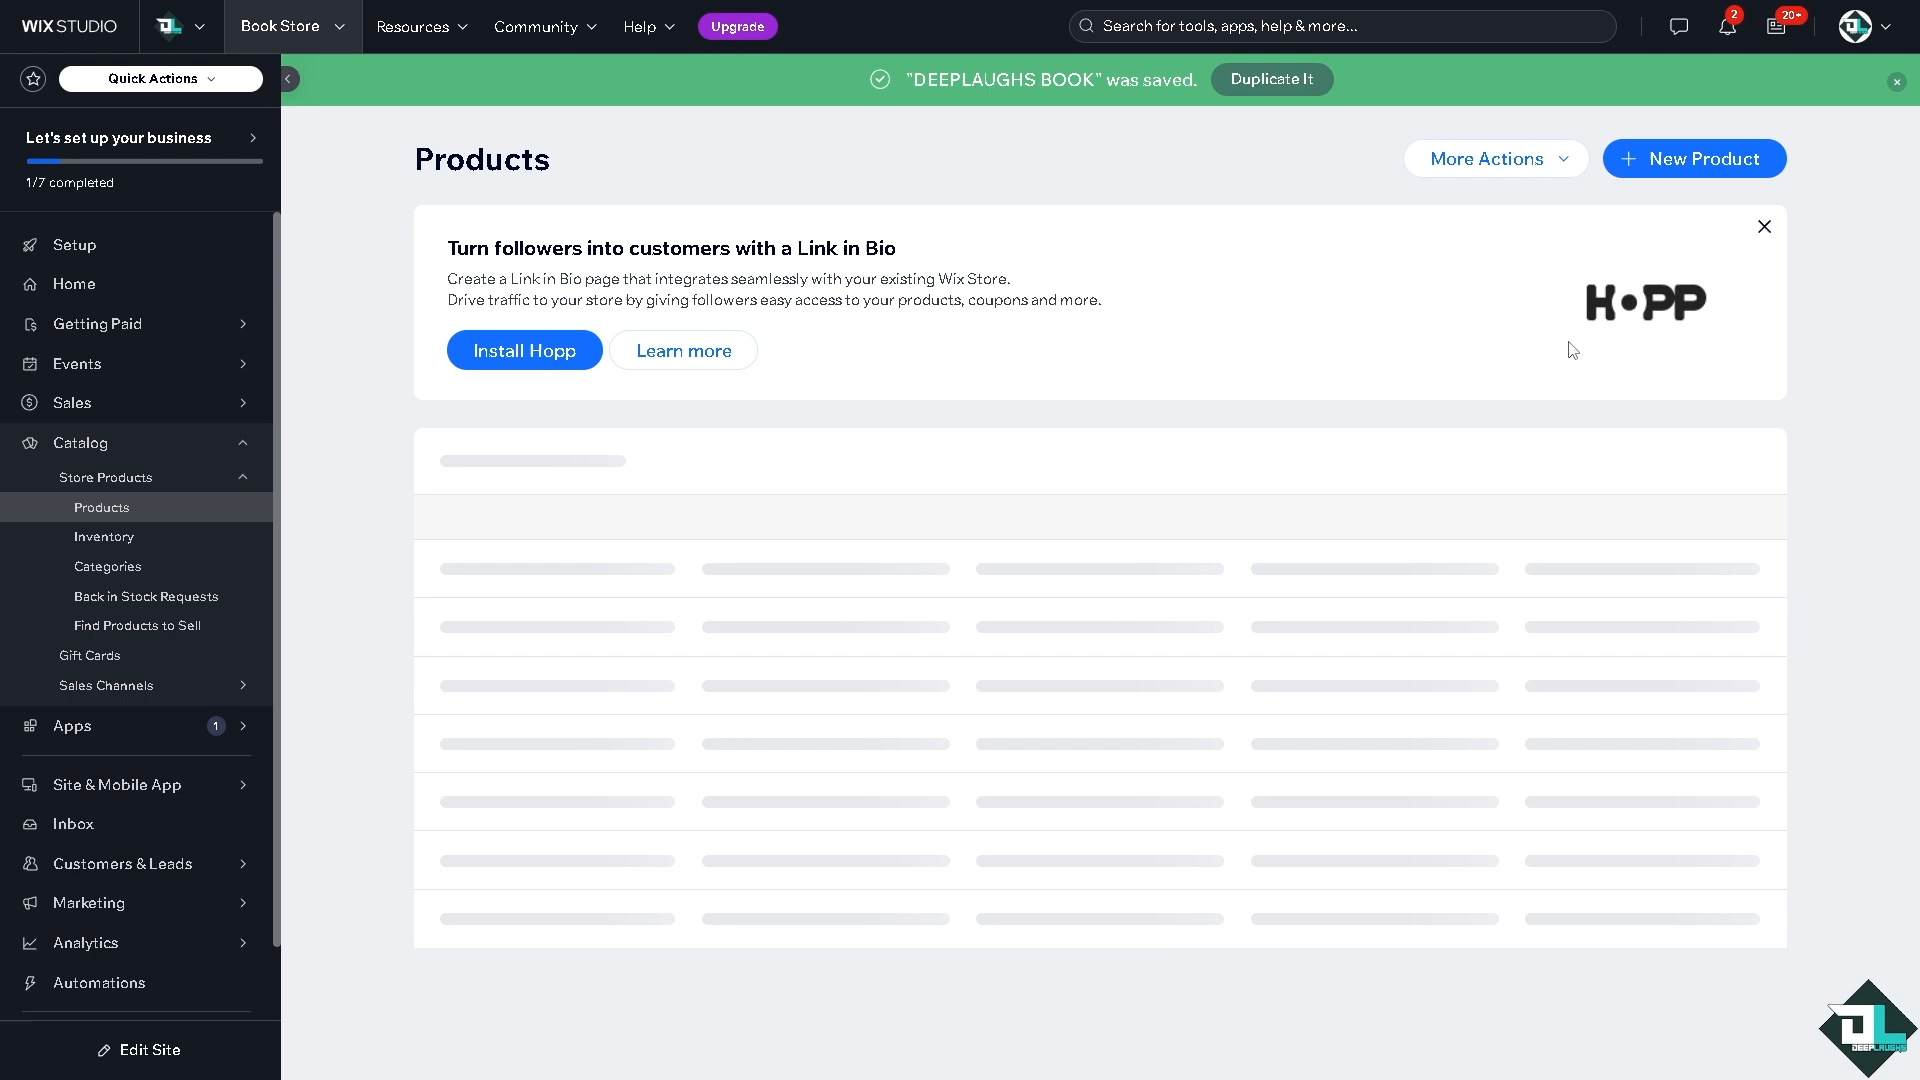 WIX STUDIO
Book Store
Resources
Community
Help
Upgrade
Search for tools, apps, help & more...
2
20+
Quick Actions
"DEEPLAUGHS BOOK" was saved.
Duplicate It
Let's set up your business
1/7 completed
Setup
Home
Getting Paid
Events
Sales
Catalog
Store Products
Products
Inventory
Categories
Back in Stock Requests
Find Products to Sell
Gift Cards
Sales Channels
Apps
1
Site & Mobile App
Inbox
Customers & Leads
Marketing
Analytics
Automations
Edit Site
Products
More Actions
New Product
Turn followers into customers with a Link in Bio
Create a Link in Bio page that integrates seamlessly with your existing Wix Store.
Drive traffic to your store by giving followers easy access to your products, coupons and more.
Install Hopp
Learn more
HOPP
DL
DEEPLAUGHS